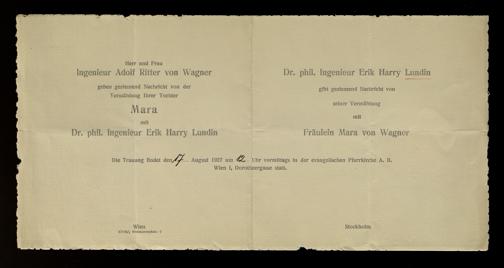 Herr und Frau
Ingenieur Adolf Ritter von Wagner
geben geziemend Nachricht von der
Vermählung ihrer Tochter
Mara
mit
Dr. phil. Ingenieur Erik Harry Lundin
Dr. phil. Ingenieur Erik Harry Lundin
gibt geziemend Nachricht von
seiner Vermählung
mit
Fräulein Mara von Wagner
Die Trauung findet den 17. August 1927 um 12 Uhr vormittags in der evangelischen Pfarrkirche A. B.
Wien I, Dorotheergasse statt.
Wien
Stockholm